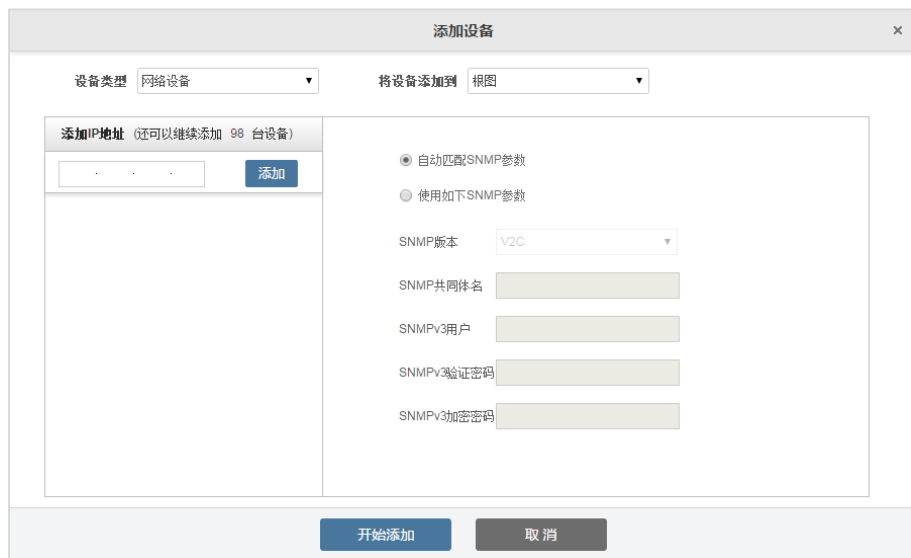 添加设备 ×
设备类型 网络设备 将设备添加到 根图
添加IP地址 (还可以继续添加 98 台设备)
. . . 添加
自动匹配SNMP参数
使用如下SNMP参数
SNMP版本 V2C
SNMP共同体名
SNMPv3用户
SNMPv3验证密码
SNMPv3加密密码
开始添加 取消